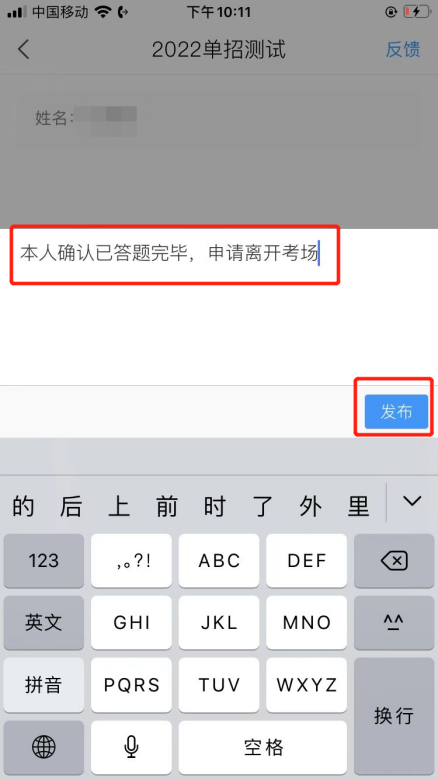 中国移动 下午10:11
2022单招测试 反馈
姓名:
本人确认已答题完毕，申请离开考场
发布
的 后 上 前 时 了 外 里
123 ,。?! ABC DEF
英文 GHI JKL MNO ^^
拼音 PQRS TUV WXYZ 换行
空格